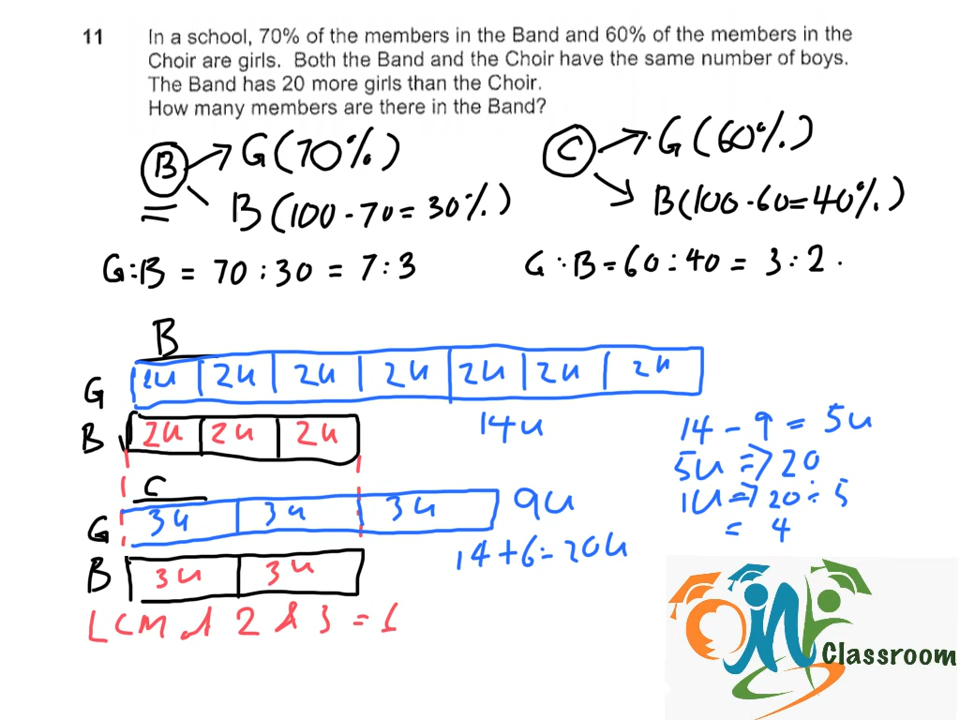 11 In a school, 70% of the members in the Band and 60% of the members in the
Choir are girls. Both the Band and the Choir have the same number of boys.
The Band has 20 more girls than the Choir.
How many members are there in the Band?
B G (70%)
B (100 - 70 = 30%)
C G (60%)
B (100 - 60 = 40%)
G : B = 70 : 30 = 7 : 3
G : B = 60 : 40 = 3 : 2
B
G 2u 2u 2u 2u 2u 2u 2u
14u
B 2u 2u 2u
C
G 3u 3u 3u 9u
B 3u 3u
14 + 6 = 20u
LCM of 2 & 3 = 6
14 - 9 = 5u
5u => 20
1u => 20 ÷ 5
= 4
Classroom